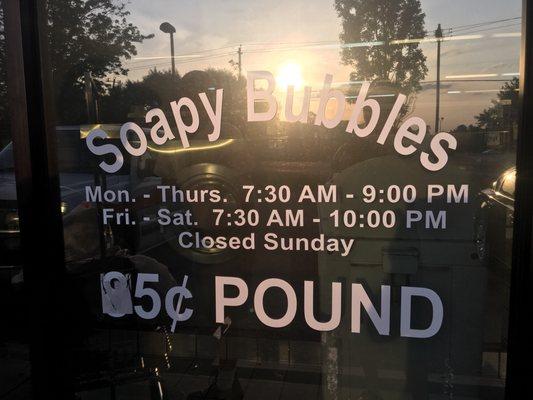 Soapy Bubbles
Mon. - Thurs. 7:30 AM - 9:00 PM
Fri. - Sat. 7:30 AM - 10:00 PM
Closed Sunday
POUND